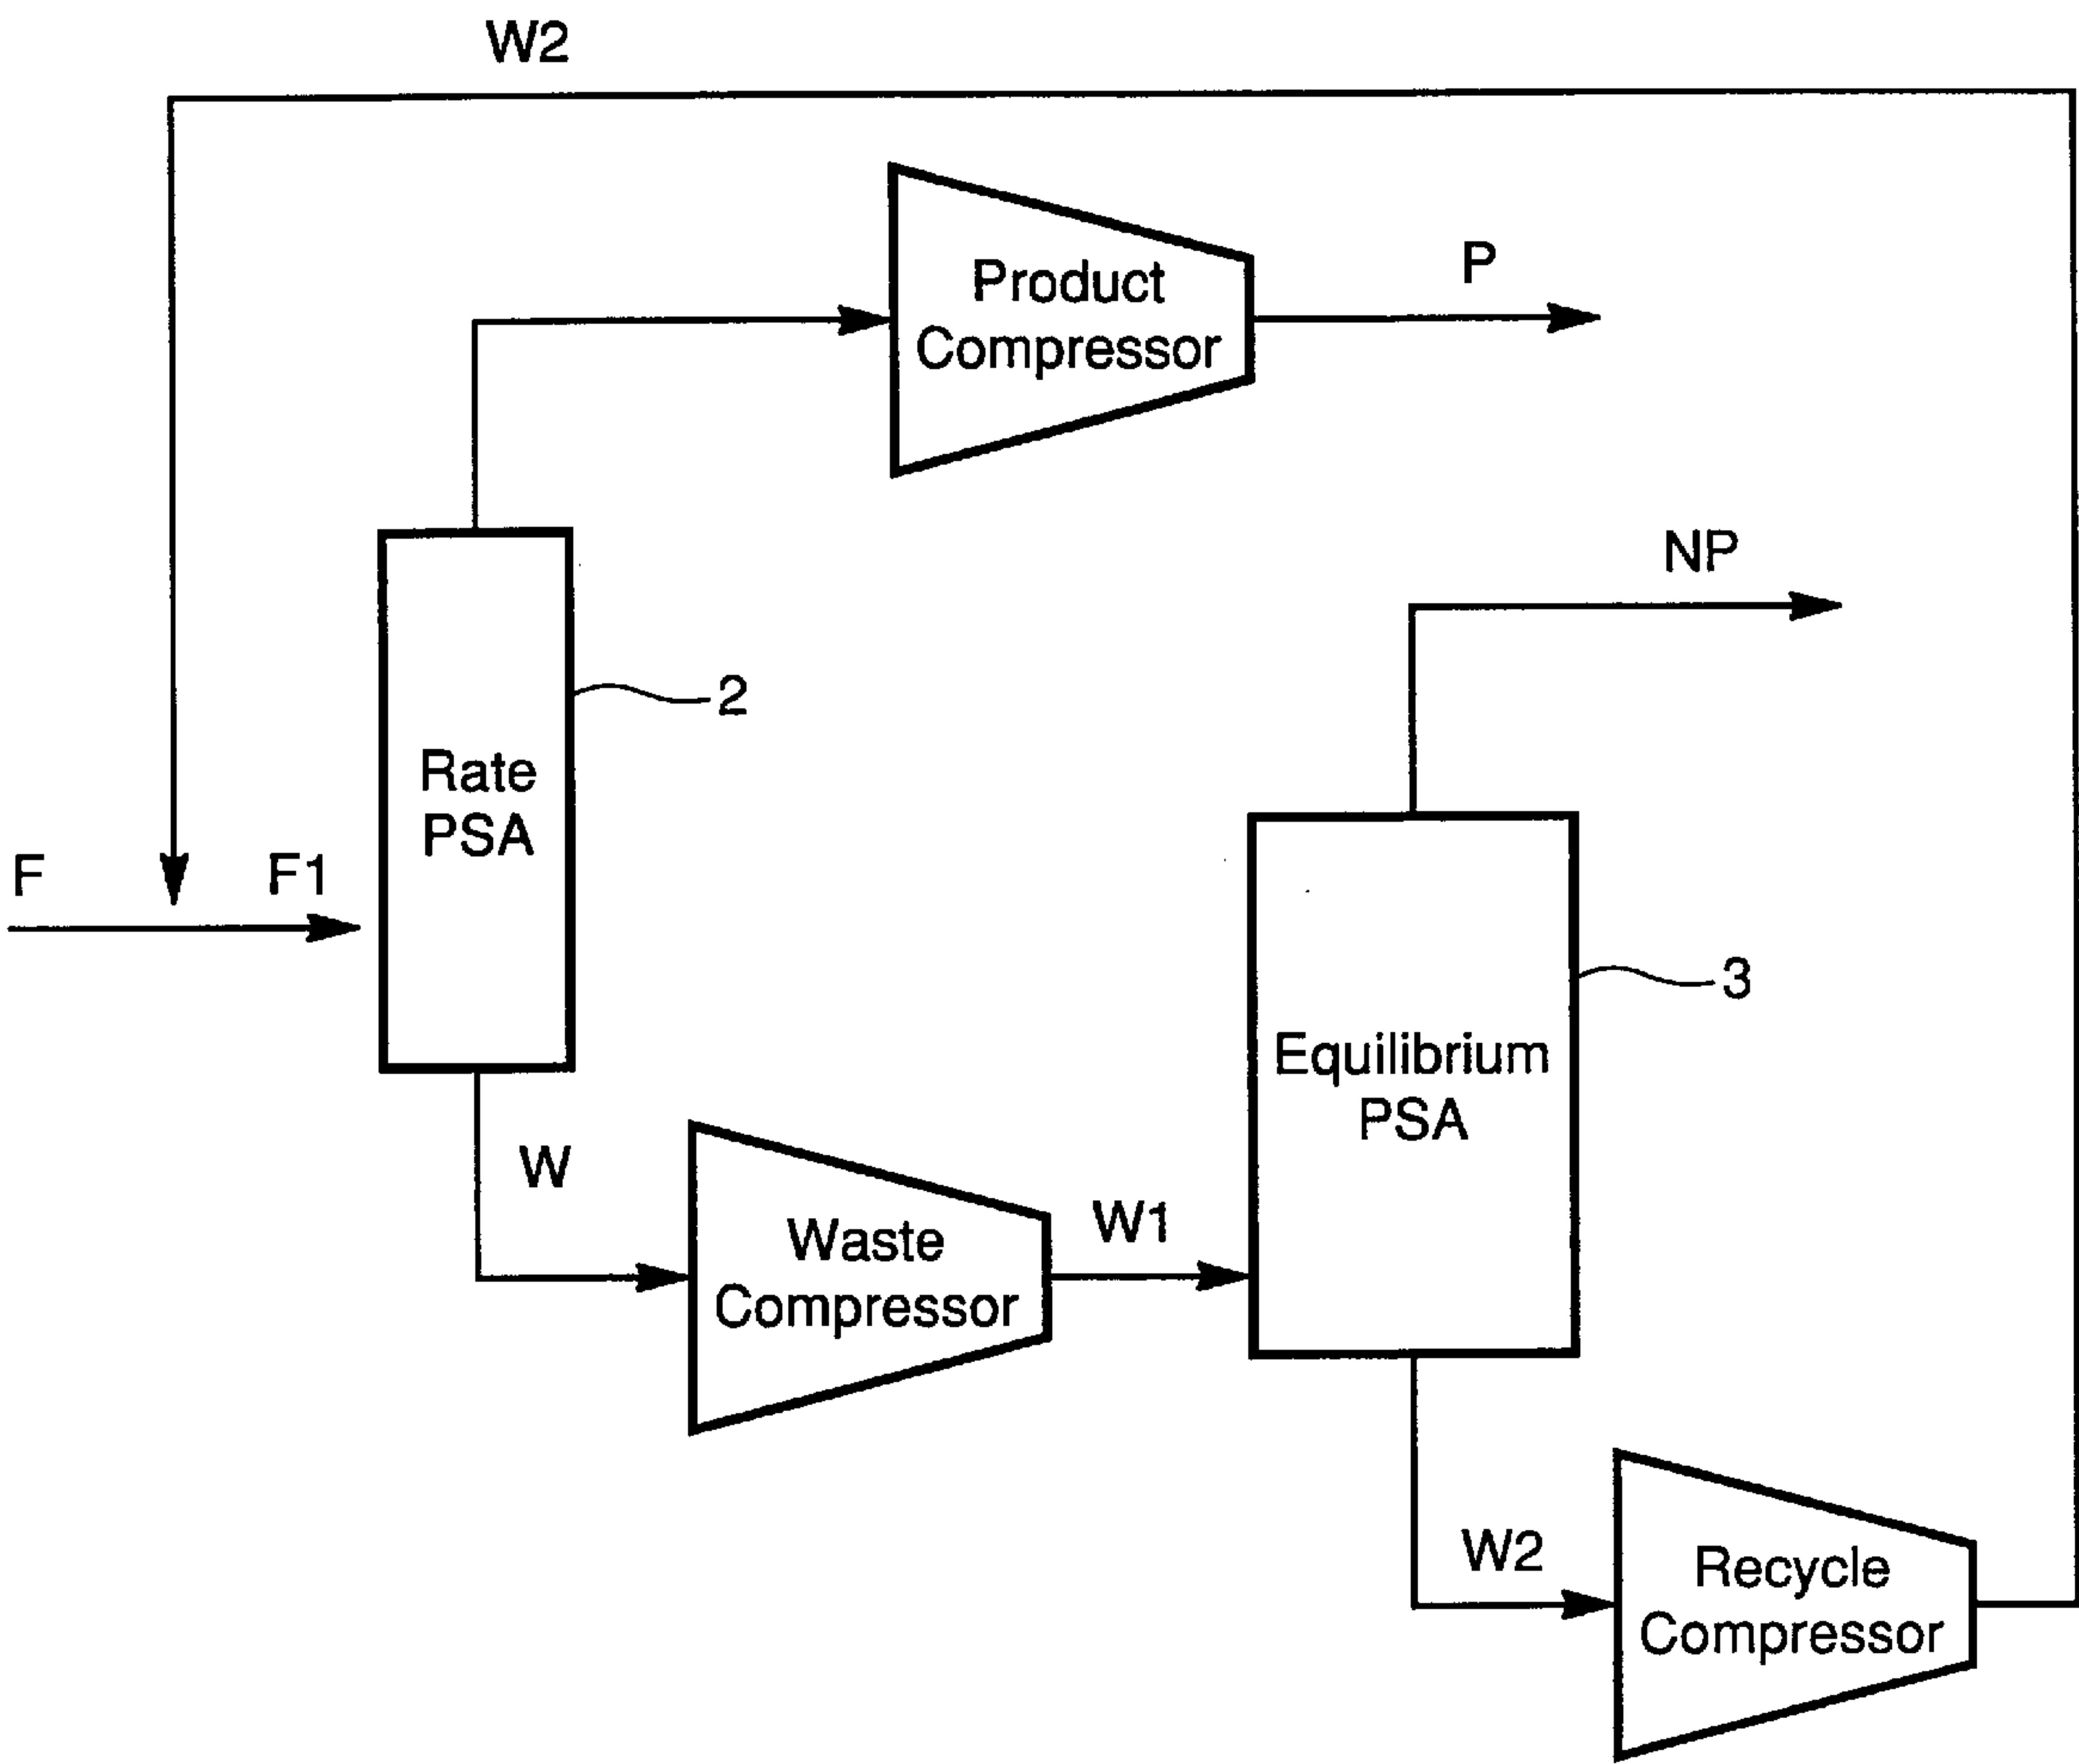 W2
Product
Compressor
P
NP
2
Rate
PSA
F
F1
3
Equilibrium
PSA
W
Waste
Compressor
W1
W2
Recycle
Compressor